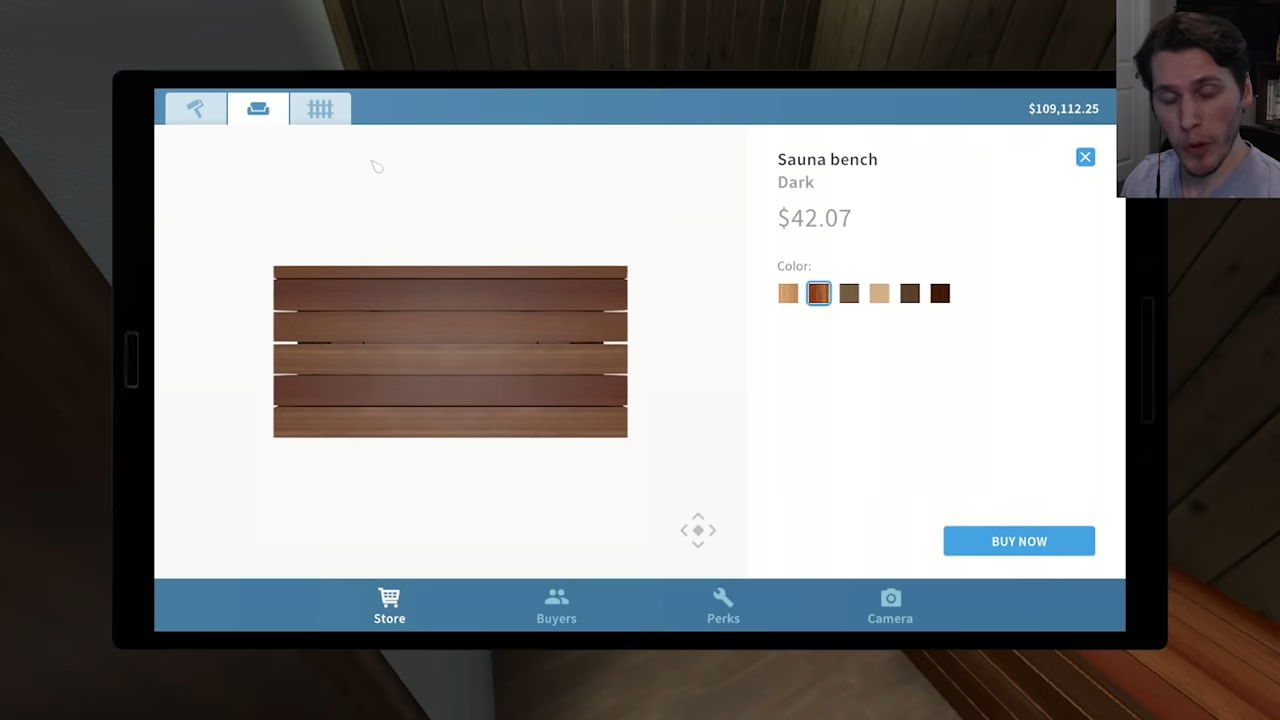 $109,112.25
Sauna bench
Dark
$42.07
Color:
BUY NOW
Store
Buyers
Perks
Camera